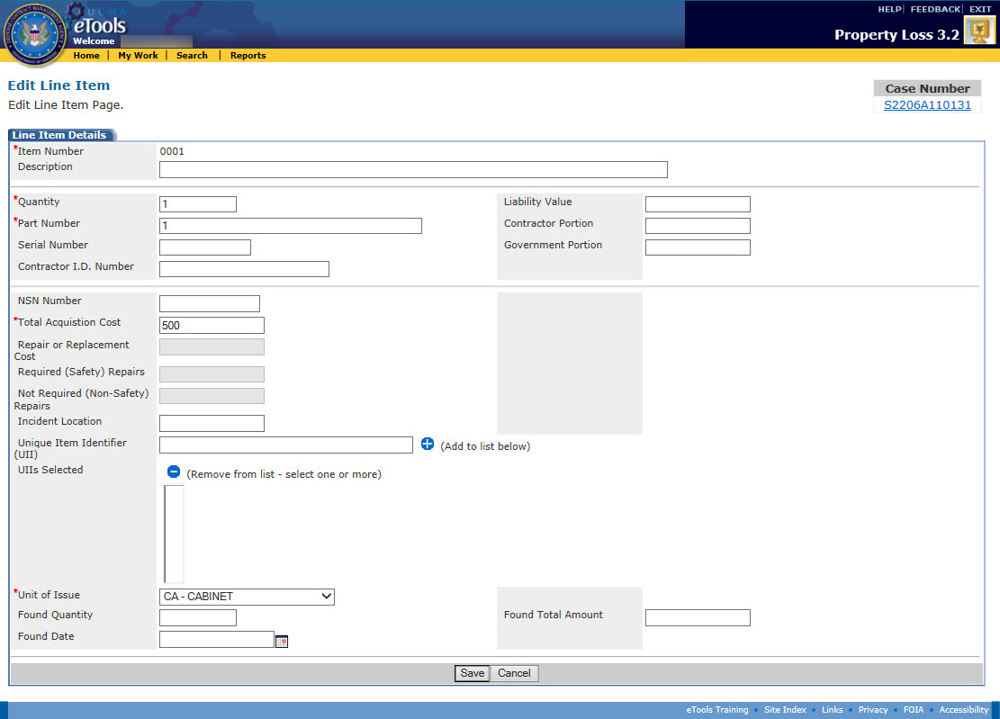 HELP | FEEDBACK | EXIT
DCMA
eTools
Welcome
Property Loss 3.2
Home | My Work | Search | Reports
Edit Line Item
Edit Line Item Page.
Case Number
S2206A110131
Line Item Details
*Item Number 0001
Description
*Quantity 1 Liability Value
*Part Number 1 Contractor Portion
Serial Number Government Portion
Contractor I.D. Number
NSN Number
*Total Acquistion Cost 500
Repair or Replacement
Cost
Required (Safety) Repairs
Not Required (Non-Safety)
Repairs
Incident Location
Unique Item Identifier
(UII) (Add to list below)
UIIs Selected
(Remove from list - select one or more)
*Unit of Issue CA - CABINET
Found Quantity Found Total Amount
Found Date
Save Cancel
eTools Training • Site Index • Links • Privacy • FOIA • Accessibility